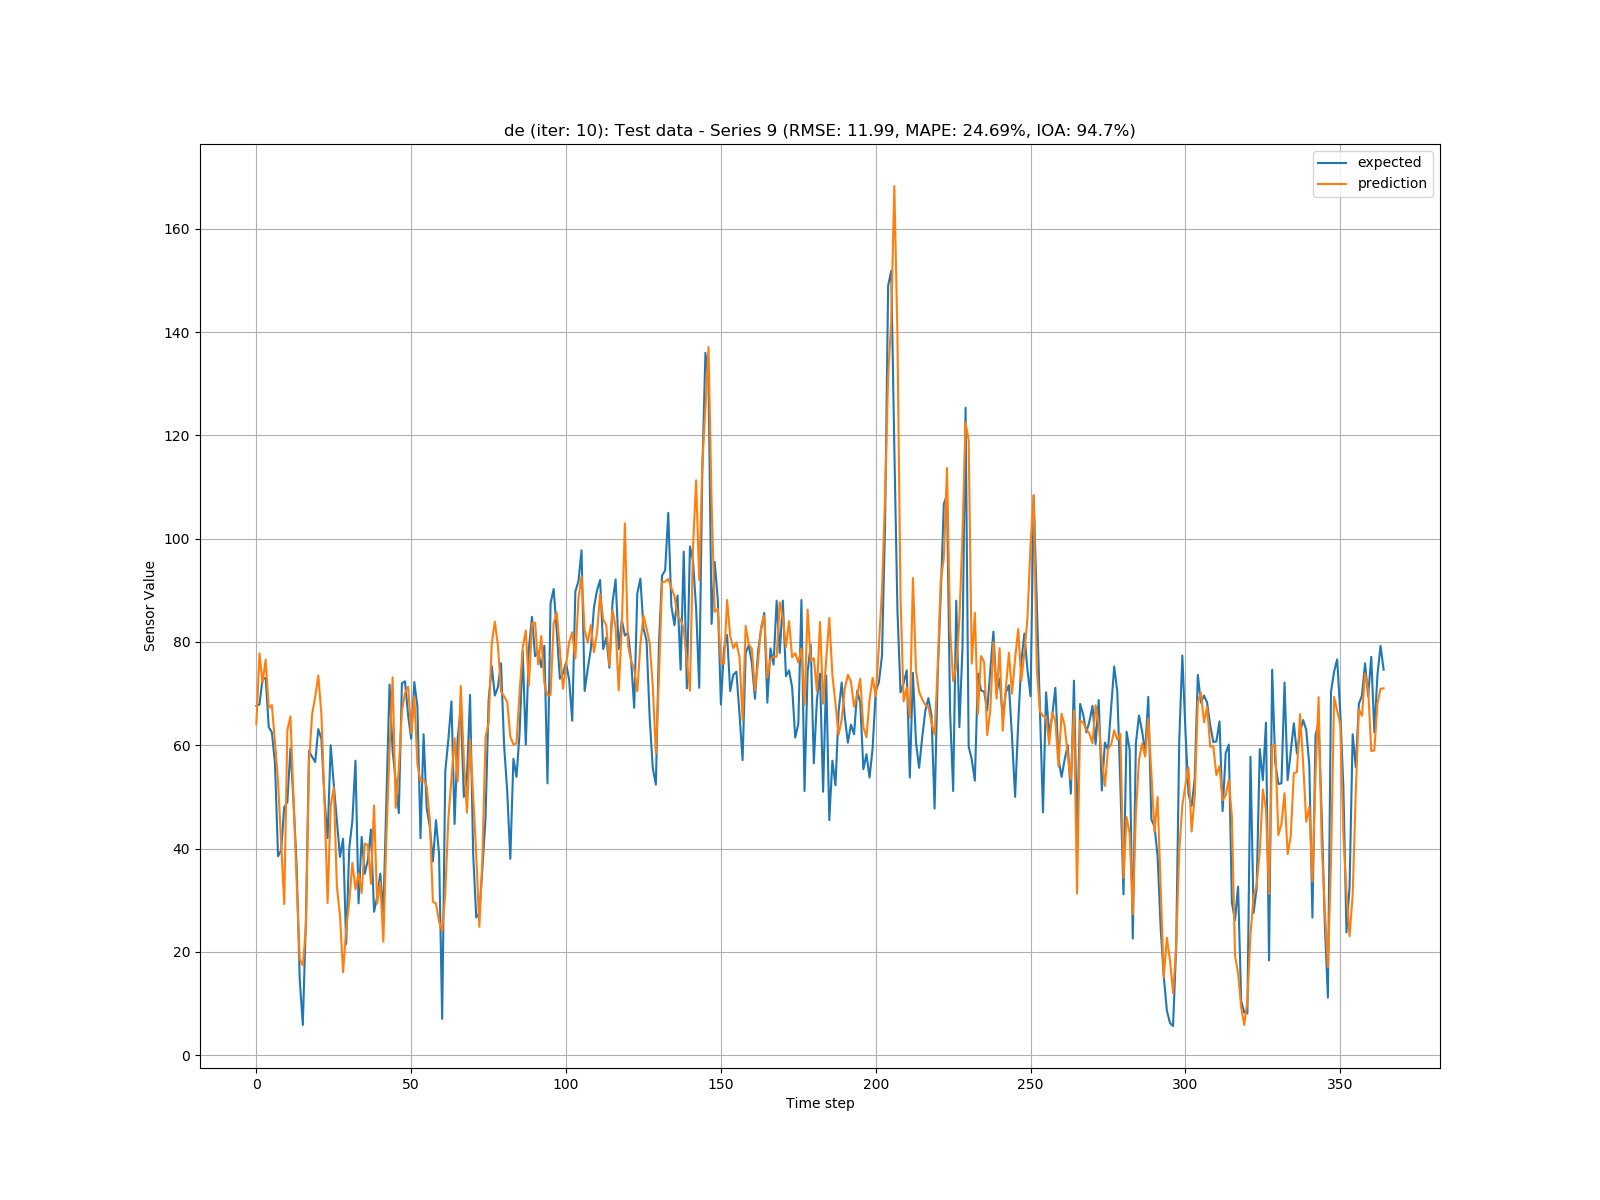 de (iter: 10): Test data - Series 9 (RMSE: 11.99, MAPE: 24.69%, IOA: 94.7%)
expected
prediction
160
140
120
100
80
60
40
20
0
Sensor Value
0 50 100 150 200 250 300 350
Time step